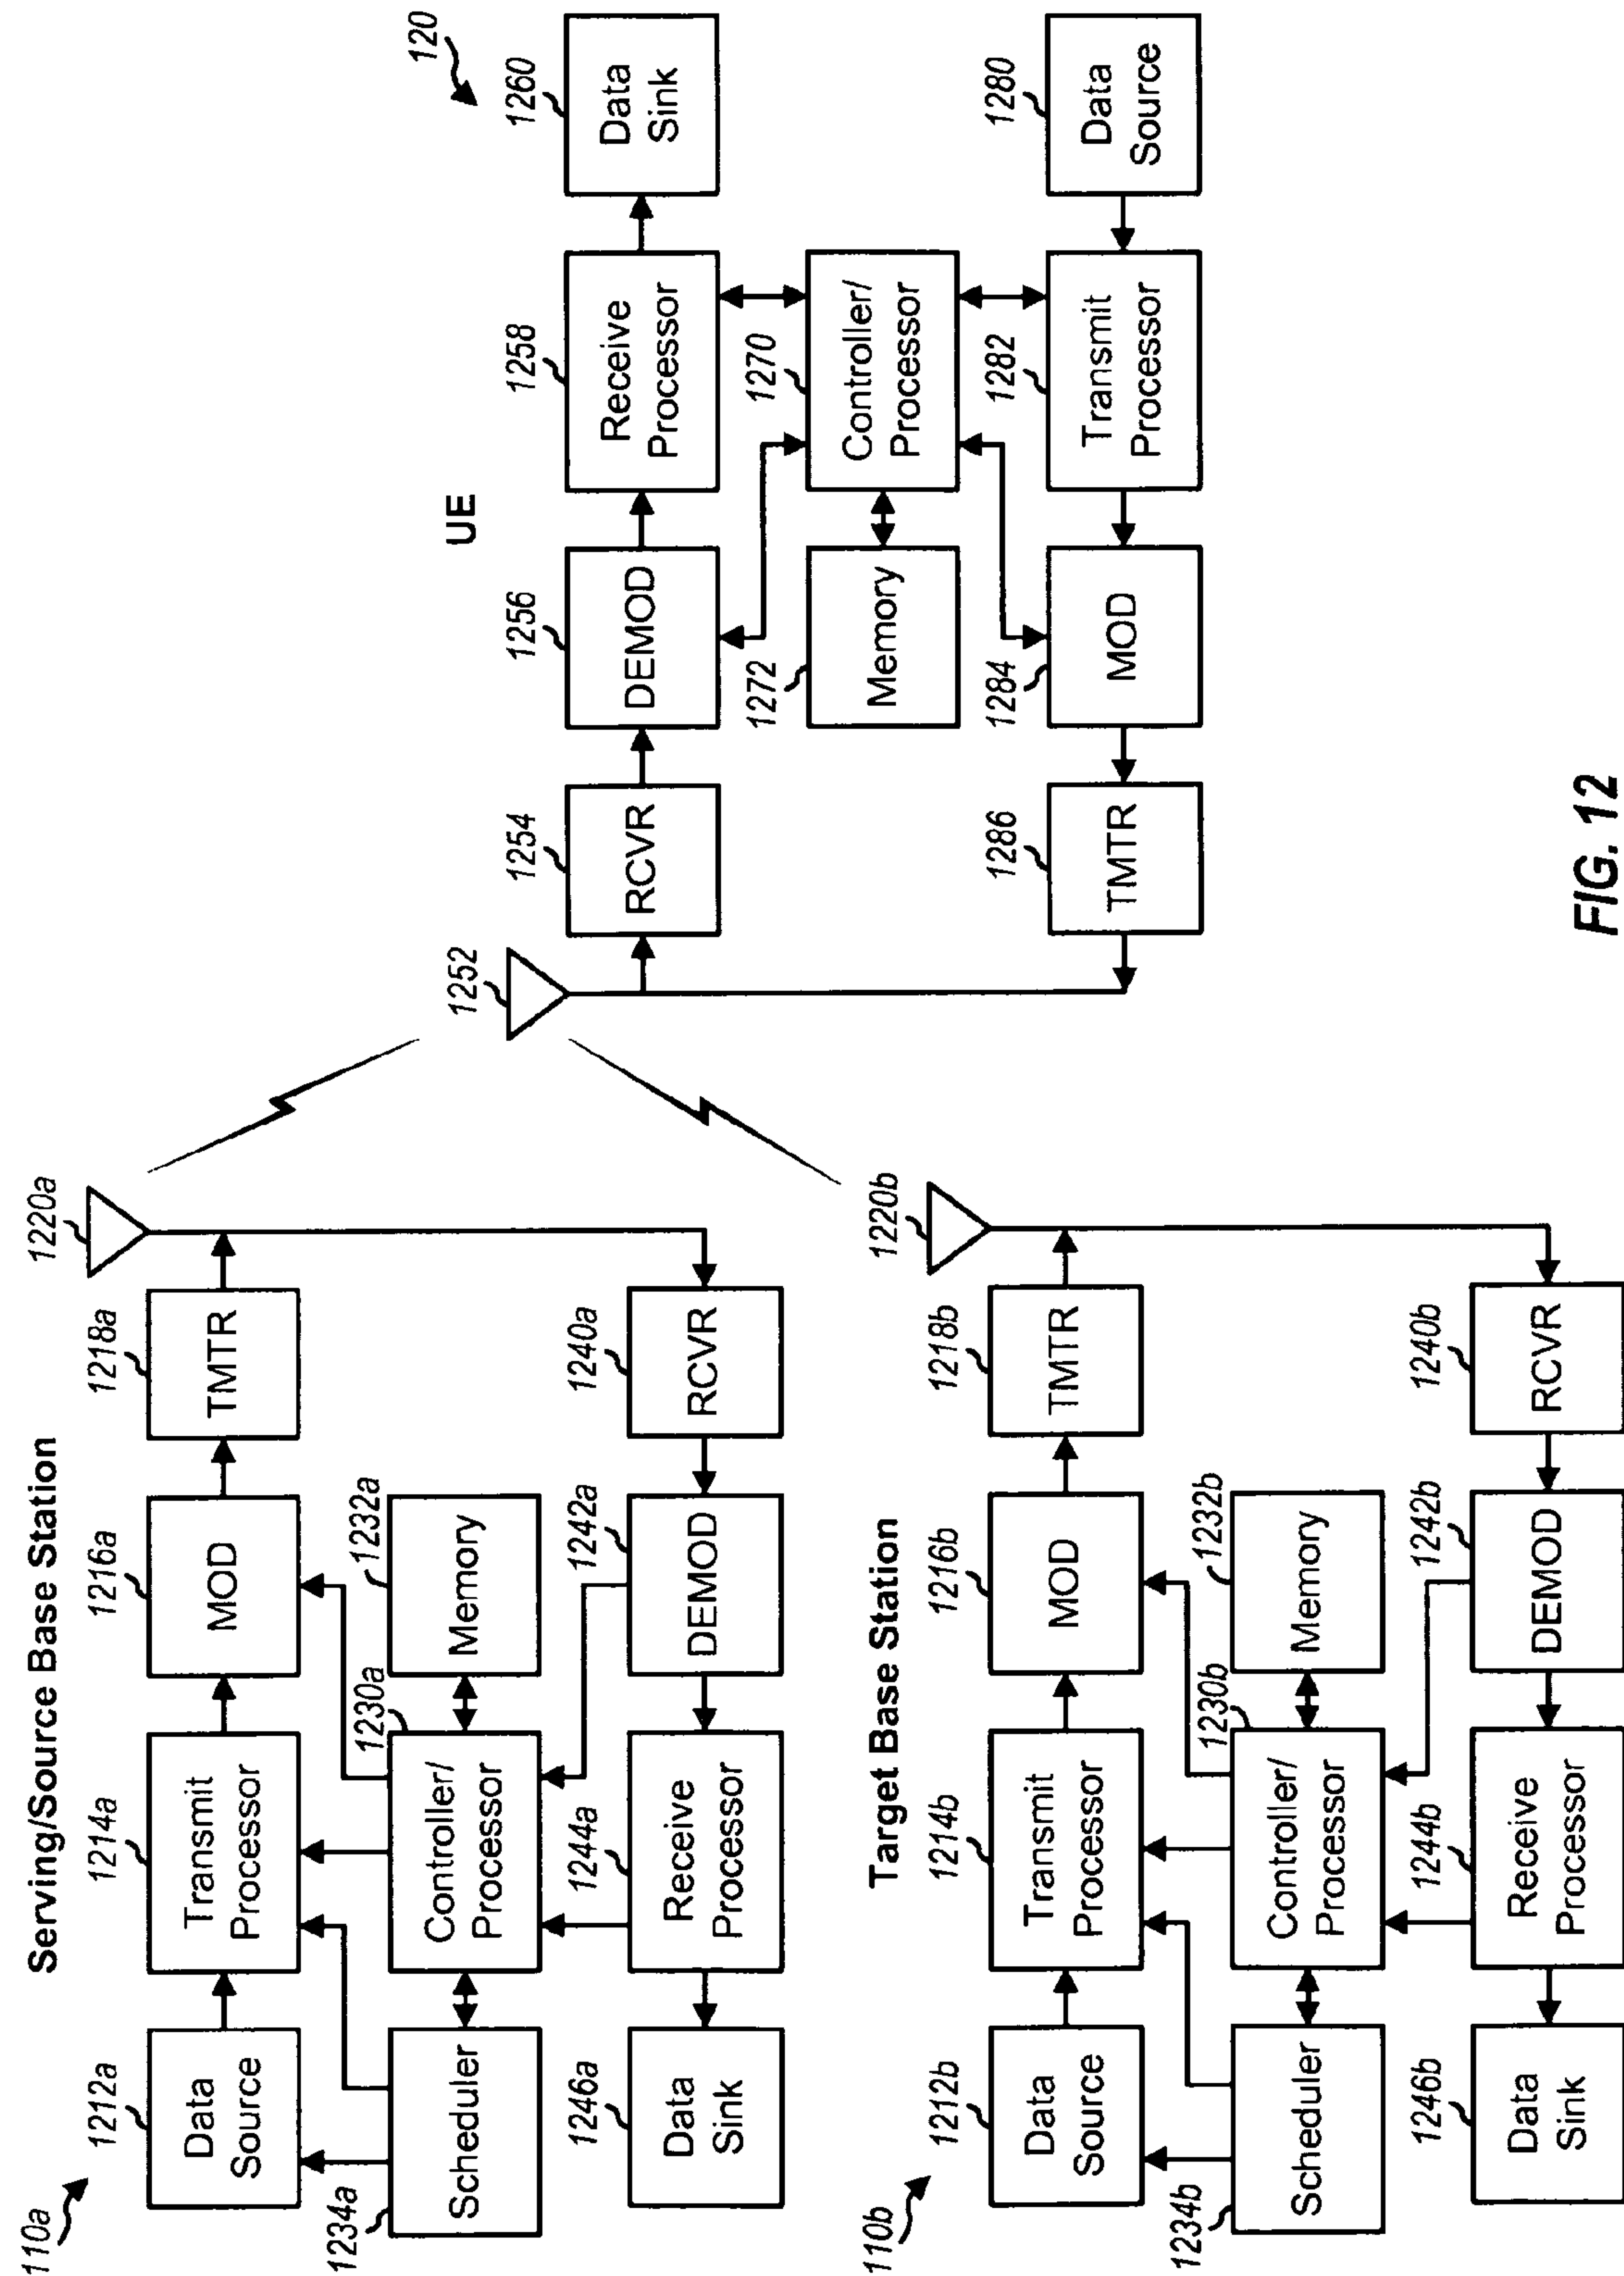 110a
Serving/Source Base Station
1212a
Data
Source
1214a
Transmit
Processor
1216a
MOD
1218a
TMTR
1220a
1234a
Scheduler
1230a
Controller/
Processor
1232a
Memory
1246a
Data
Sink
1244a
Receive
Processor
1242a
DEMOD
1240a
RCVR
110b
Target Base Station
1212b
Data
Source
1214b
Transmit
Processor
1216b
MOD
1218b
TMTR
1220b
1234b
Scheduler
1230b
Controller/
Processor
1232b
Memory
1246b
Data
Sink
1244b
Receive
Processor
1242b
DEMOD
1240b
RCVR
120
UE
1252
1254
RCVR
1256
DEMOD
1258
Receive
Processor
1260
Data
Sink
1272
Memory
1270
Controller/
Processor
1286
TMTR
1284
MOD
1282
Transmit
Processor
1280
Data
Source
FIG. 12